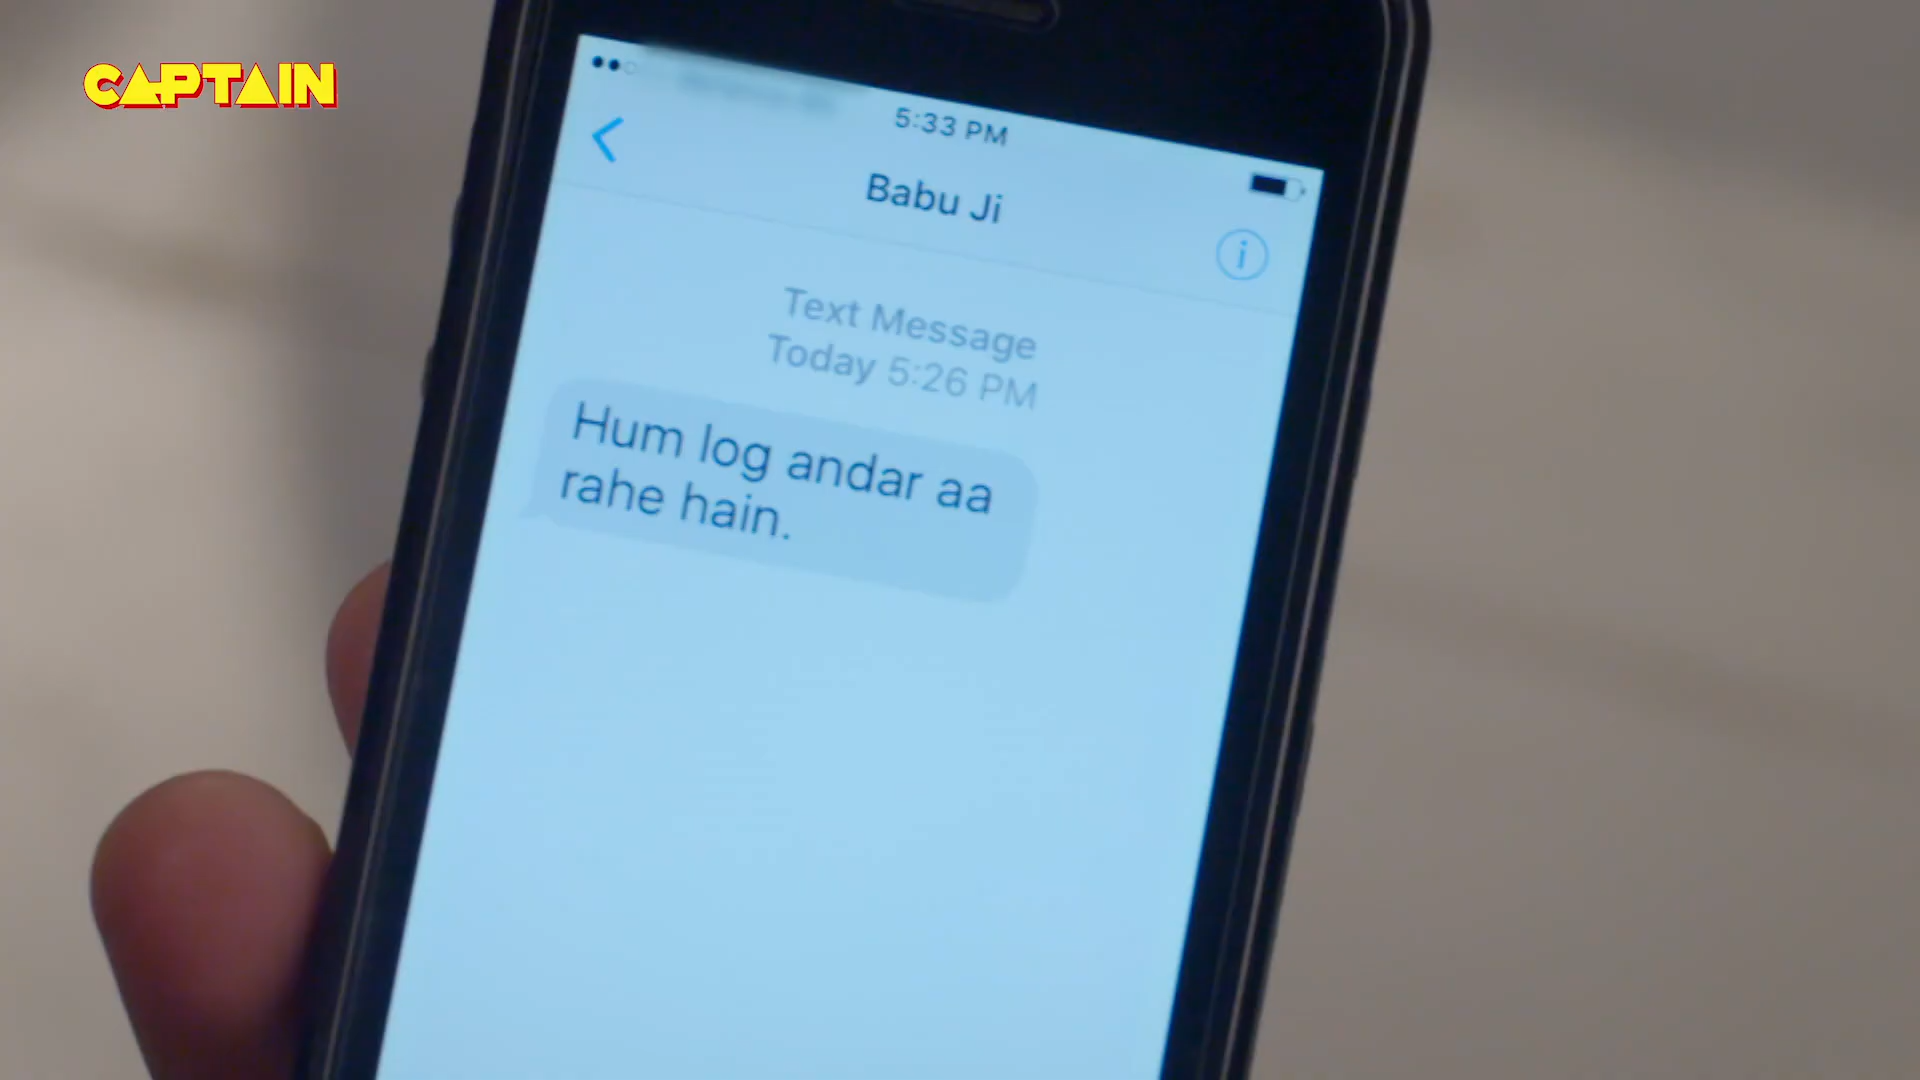 CAPTAIN
5:33 PM
Babu Ji
Text Message
Today 5:26 PM
Hum log andar aa
rahe hain.